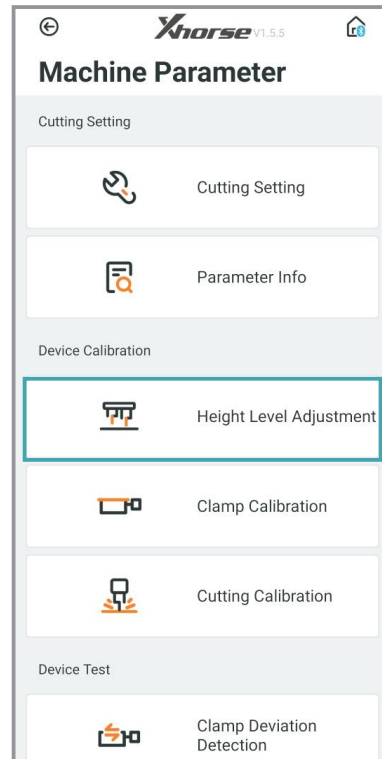 Xhorse V1.5.5
Machine Parameter
Cutting Setting
Cutting Setting
Parameter Info
Device Calibration
Height Level Adjustment
Clamp Calibration
Cutting Calibration
Device Test
Clamp Deviation
Detection